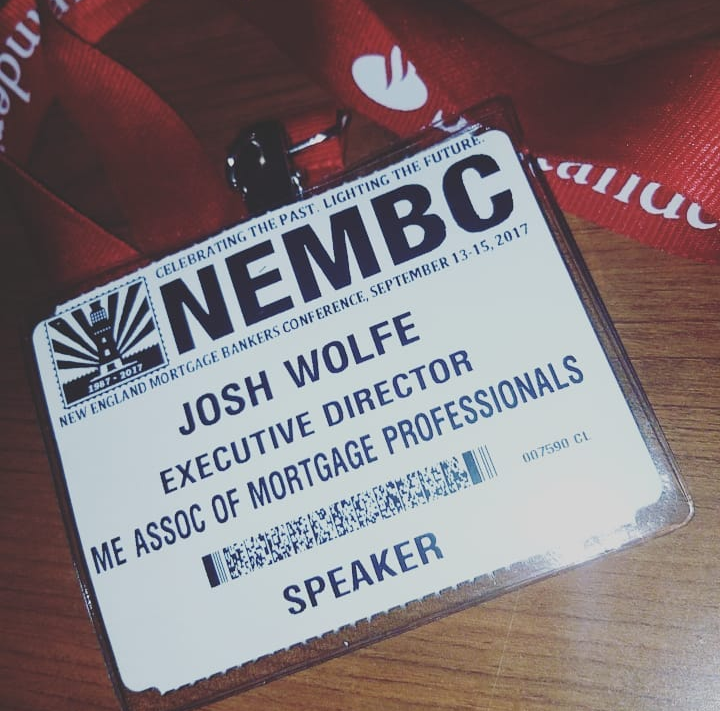 CELEBRATING THE PAST. LIGHTING THE FUTURE.
NEMBC
1987 - 2017
NEW ENGLAND MORTGAGE BANKERS CONFERENCE, SEPTEMBER 13-15, 2017
JOSH WOLFE
EXECUTIVE DIRECTOR
ME ASSOC OF MORTGAGE PROFESSIONALS
007590 CL
SPEAKER